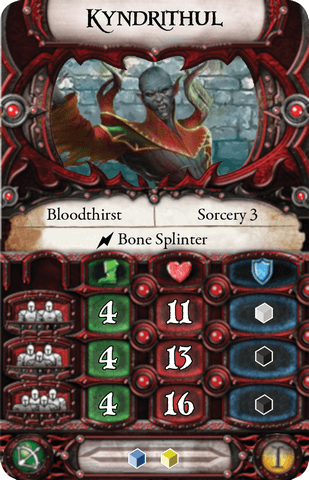 Kyndrithul
Bloodthirst Sorcery 3
Bone Splinter
4 11
4 13
4 16
I